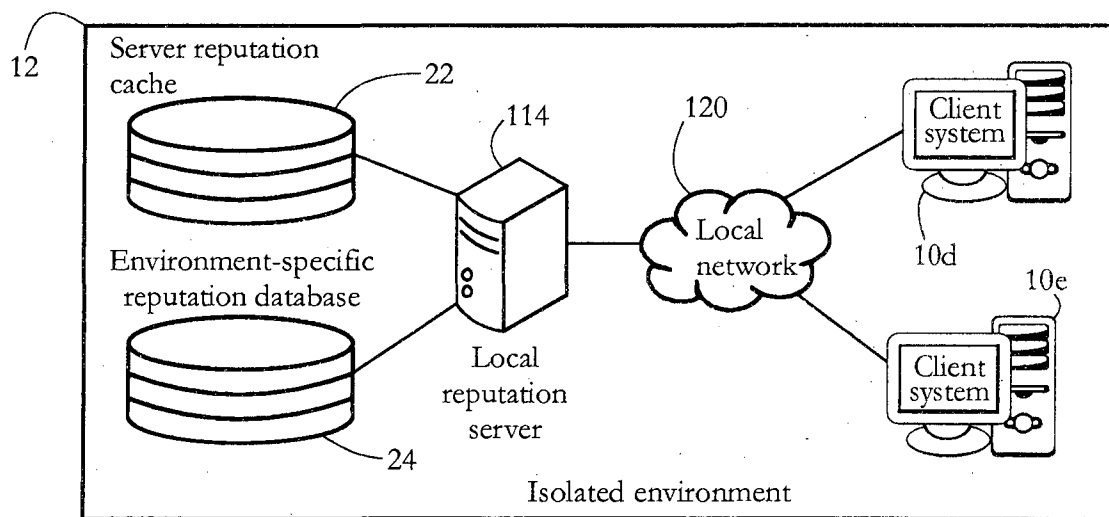 12
Server reputation
cache
22
114
120
Client
system
10d
Local
network
Environment-specific
reputation database
10e
Client
system
Local
reputation
server
24
Isolated environment